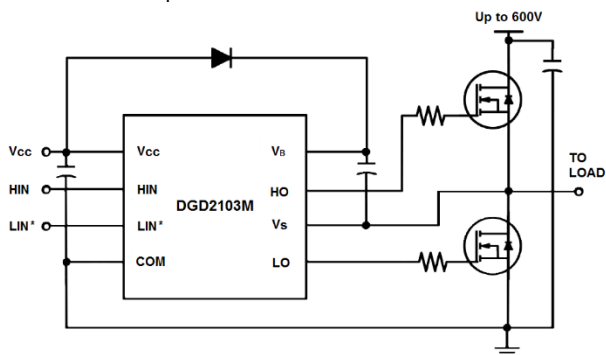 Up to 600V
Vcc
HIN
LIN*
Vcc
HIN
LIN*
COM
DGD2103M
VB
HO
Vs
LO
TO
LOAD